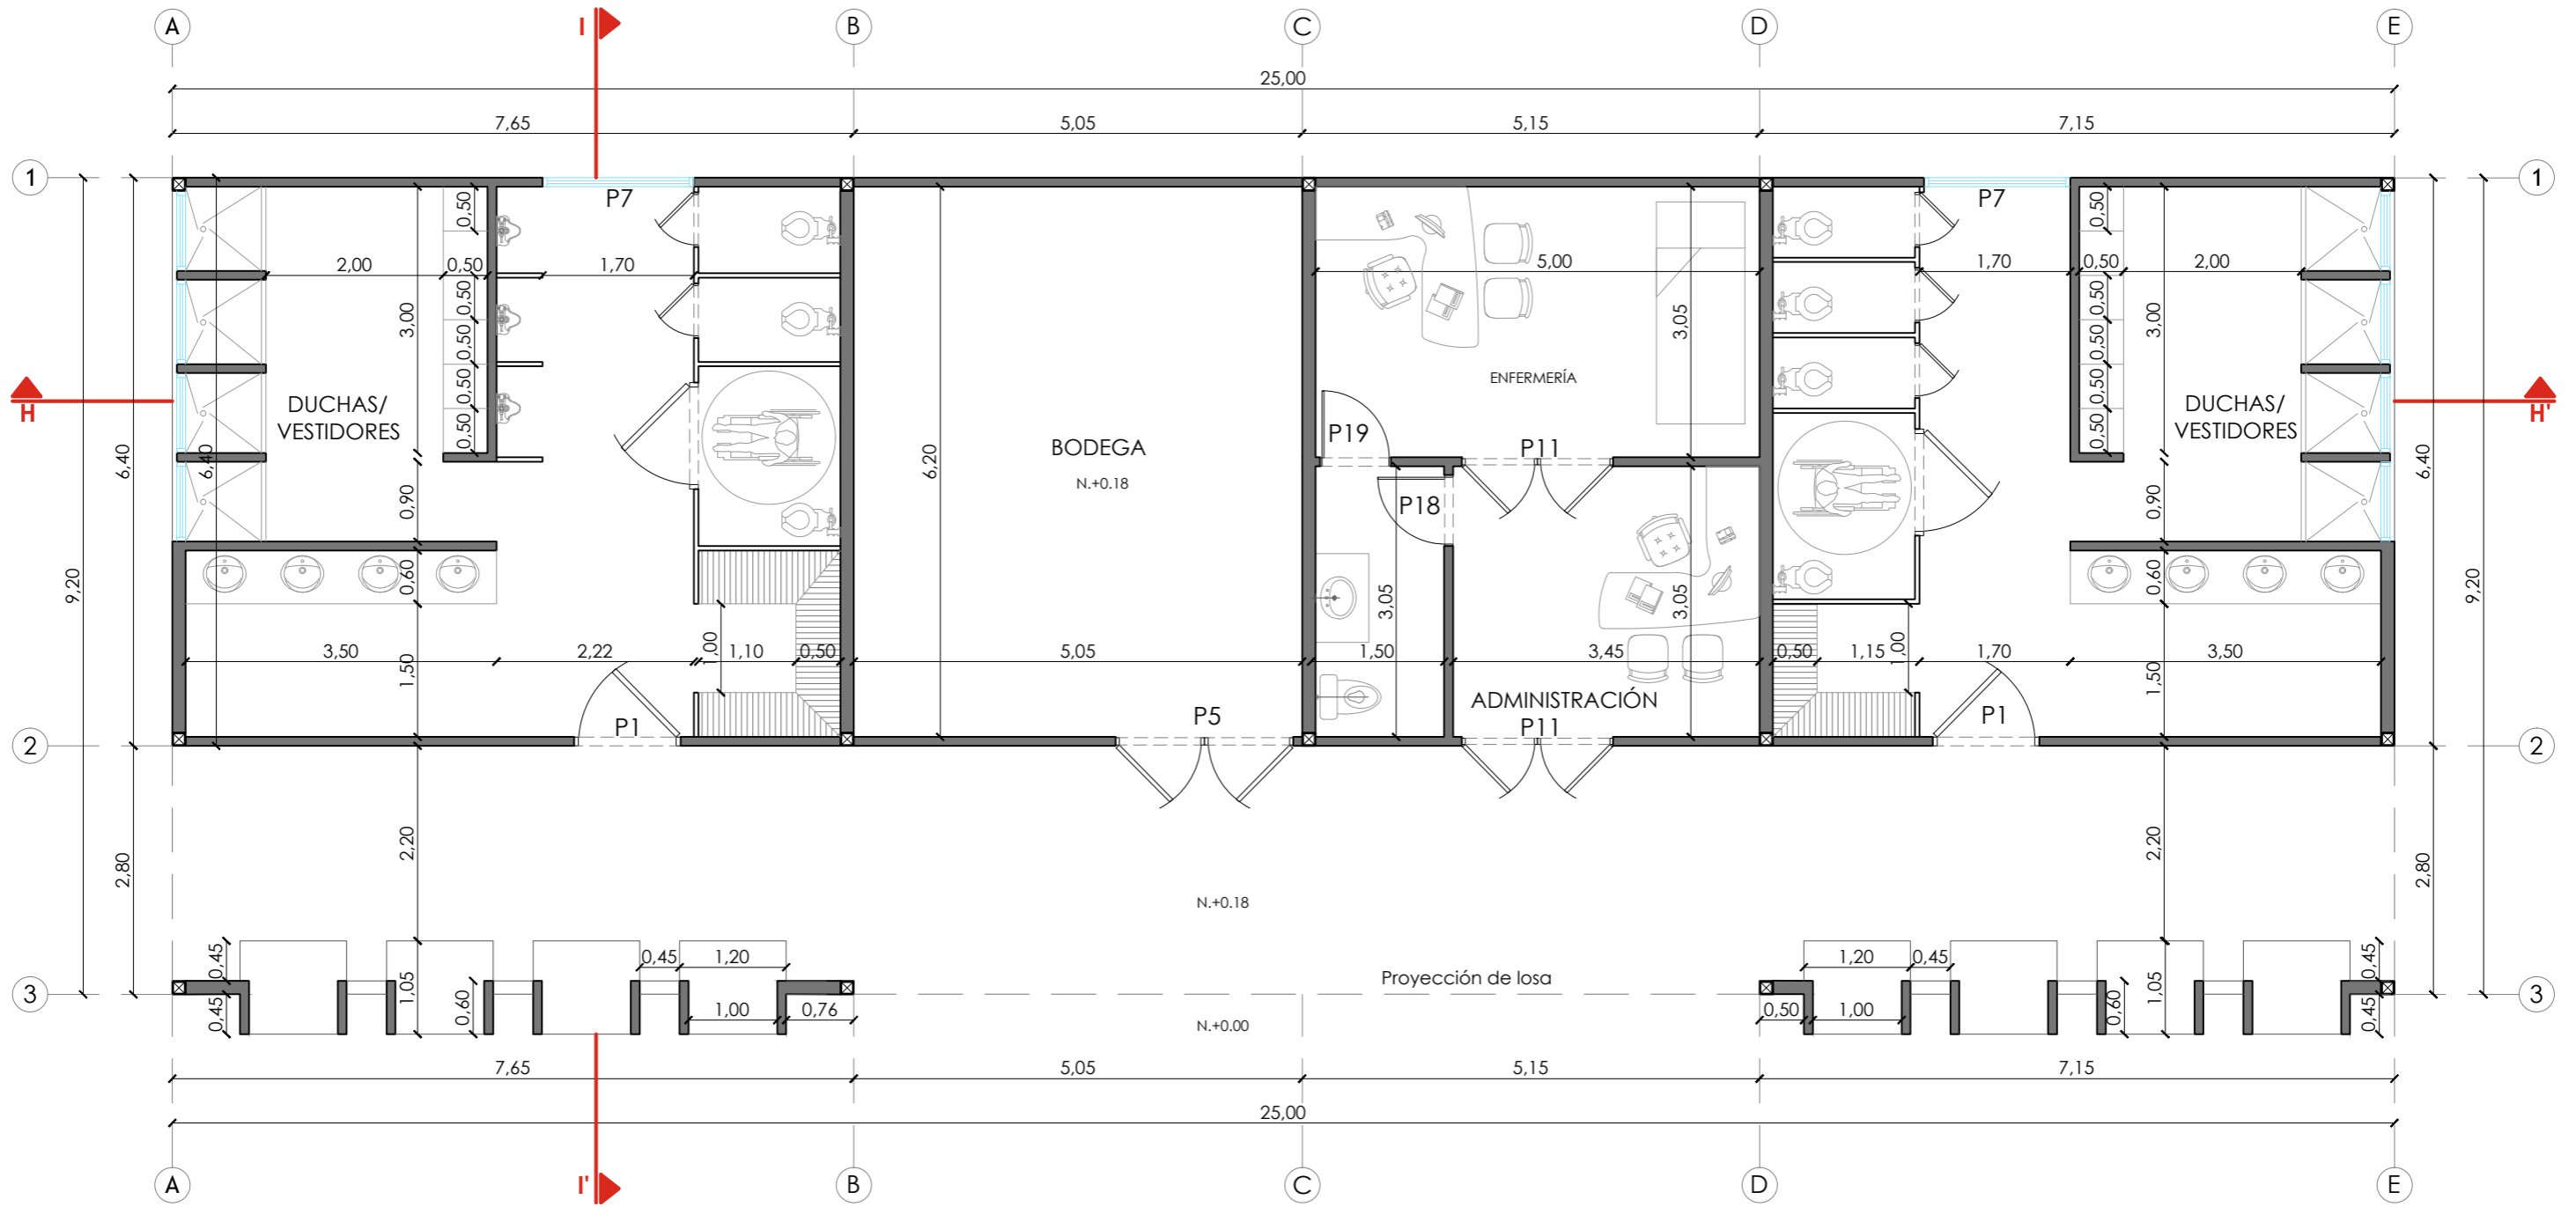 A
I
B
C
D
E
25,00
7,65
5,05
5,15
7,15
1
P7
P7
1
0,50
0,50
2,00
0,50
1,70
5,00
1,70
0,50
2,00
0,50
0,50
3,00
0,50
3,05
0,50
3,00
0,50
0,50
ENFERMERÍA
H
DUCHAS/
VESTIDORES
0,50
P19
P11
0,50
DUCHAS/
VESTIDORES
H'
BODEGA
N.+0.18
6,40
6,40
6,20
6,40
0,90
P18
0,90
9,20
0,60
3,05
3,05
0,60
9,20
3,50
2,22
1,00
1,10
0,50
5,05
1,50
3,45
0,50
1,15
1,00
1,70
3,50
1,50
ADMINISTRACIÓN
1,50
2
P1
P5
P11
P1
2
2,20
2,20
2,80
2,80
N.+0.18
0,45
0,45
1,20
1,20
0,45
0,45
Proyección de losa
3
1,05
0,60
0,60
1,05
3
0,45
1,00
0,76
0,50
1,00
0,45
N.+0.00
7,65
5,05
5,15
7,15
25,00
A
I'
B
C
D
E